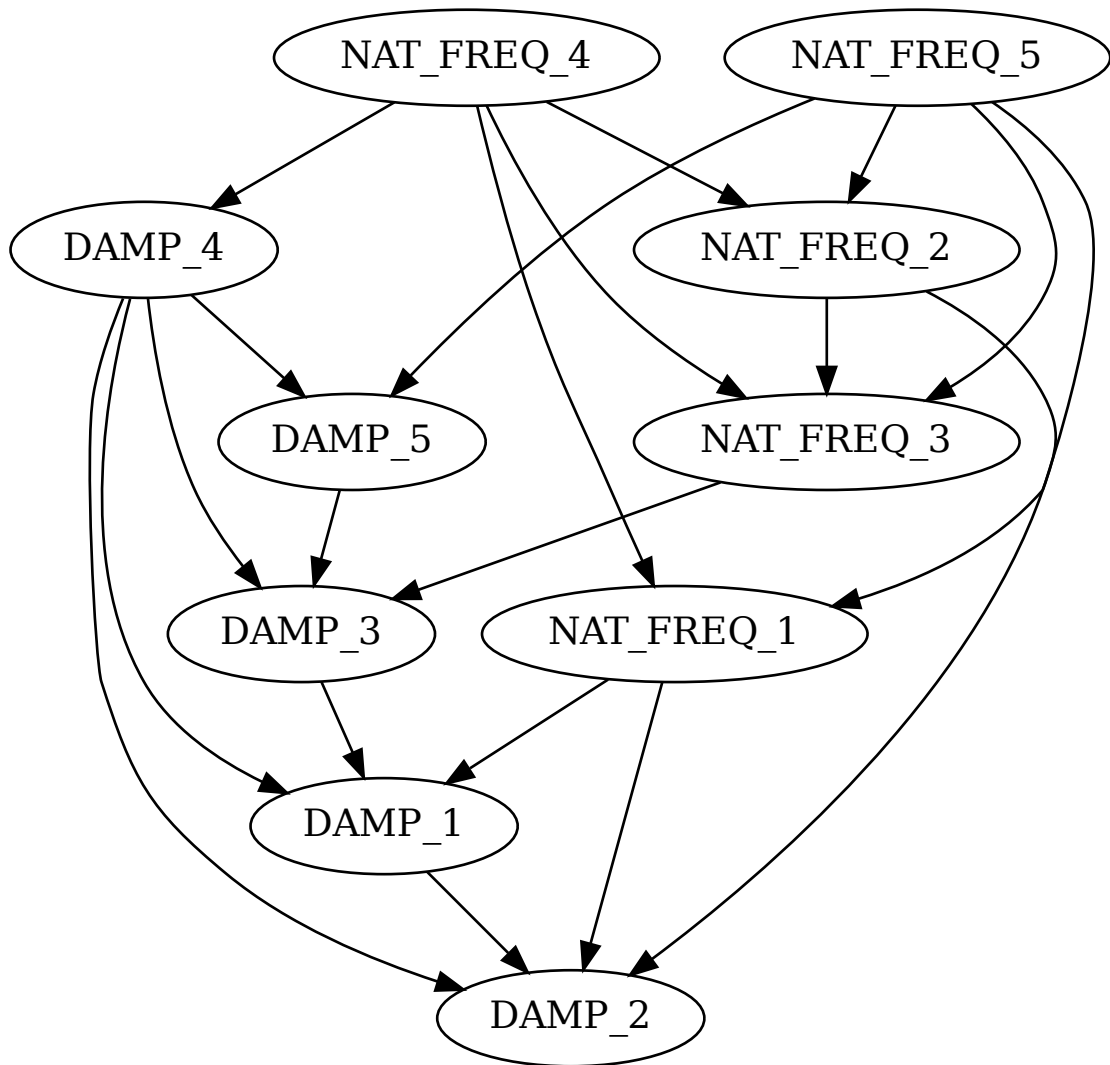 NAT_FREQ_4
NAT_FREQ_5
DAMP_4
NAT_FREQ_2
DAMP_5
NAT_FREQ_3
DAMP_3
NAT_FREQ_1
DAMP_1
DAMP_2